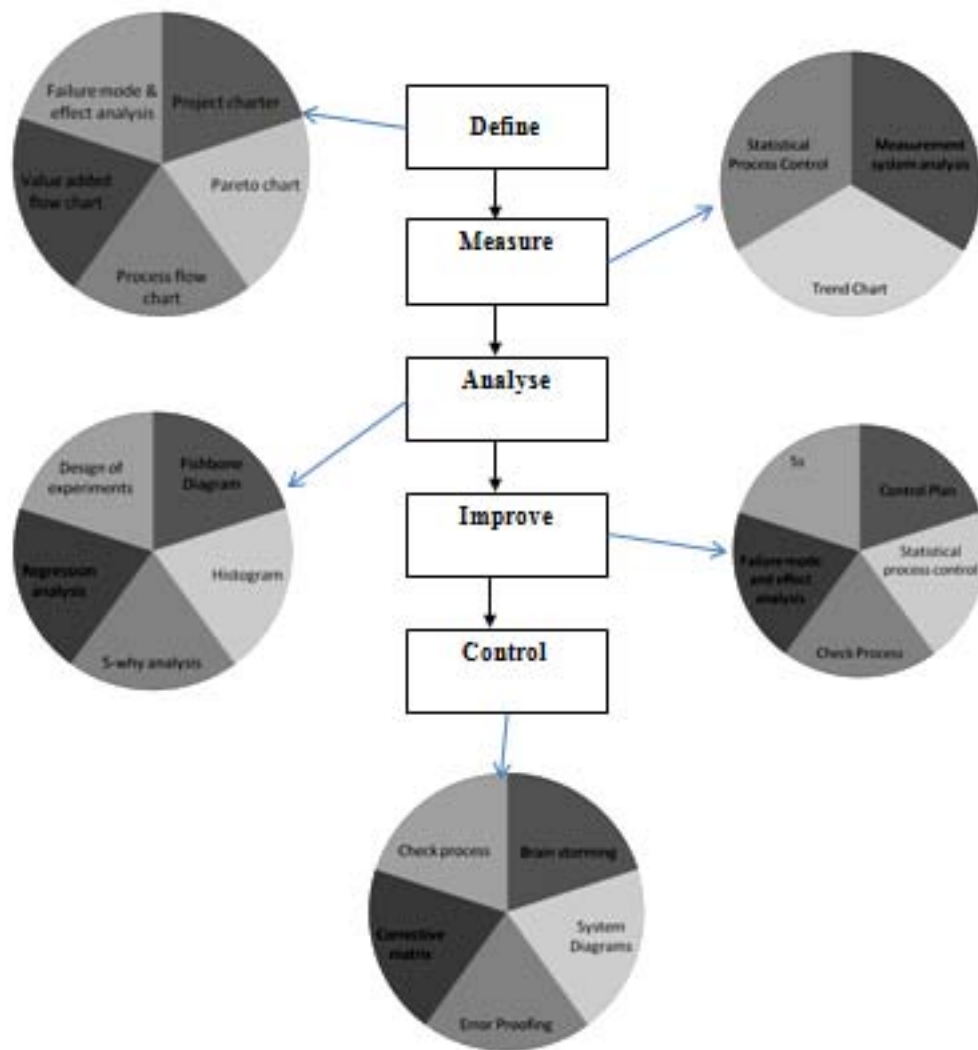 Define
Measure
Analyse
Improve
Control
Failure mode &
effect analysis
Project charter
Pareto chart
Process flow
chart
Value added
flow chart
Statistical
Process Control
Measurement
system analysis
Trend Chart
Design of
experiments
Fishbone
Diagram
Histogram
5-why analysis
Regression
analysis
5s
Control Plan
Statistical
process control
Check Process
Failure mode
and effect
analysis
Check process
Brain storming
System
Diagrams
Error Proofing
Corrective
matrix